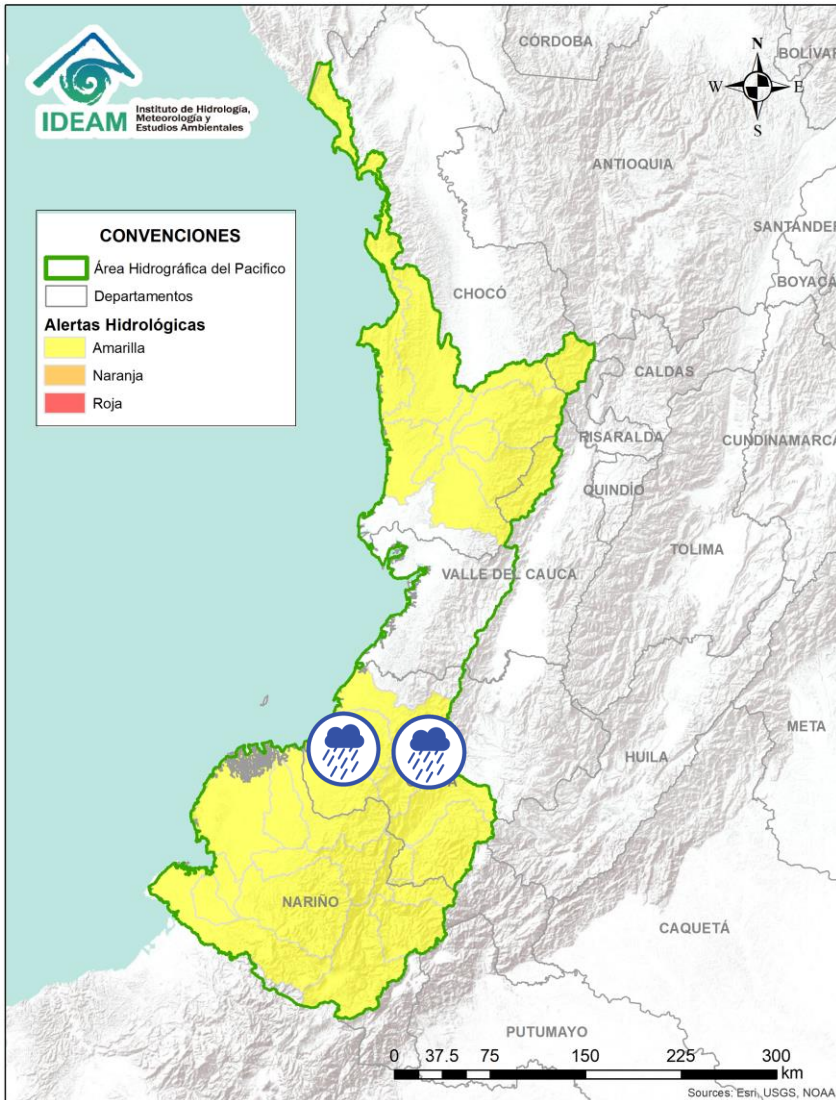 IDEAM
Instituto de Hidrología,
Meteorología y
Estudios Ambientales
CONVENCIONES
Área Hidrográfica del Pacifico
Departamentos
Alertas Hidrológicas
Amarilla
Naranja
Roja
N
W
E
S
CÓRDOBA
BOLÍVAR
ANTIOQUIA
SANTANDER
BOYACÁ
CHOCÓ
CALDAS
RISARALDA
CUNDINAMARCA
QUINDÍO
TOLIMA
VALLE DEL CAUCA
META
HUILA
NARIÑO
CAQUETÁ
PUTUMAYO
0 37.5 75 150 225 300
km
Sources: Esri, USGS, NOAA